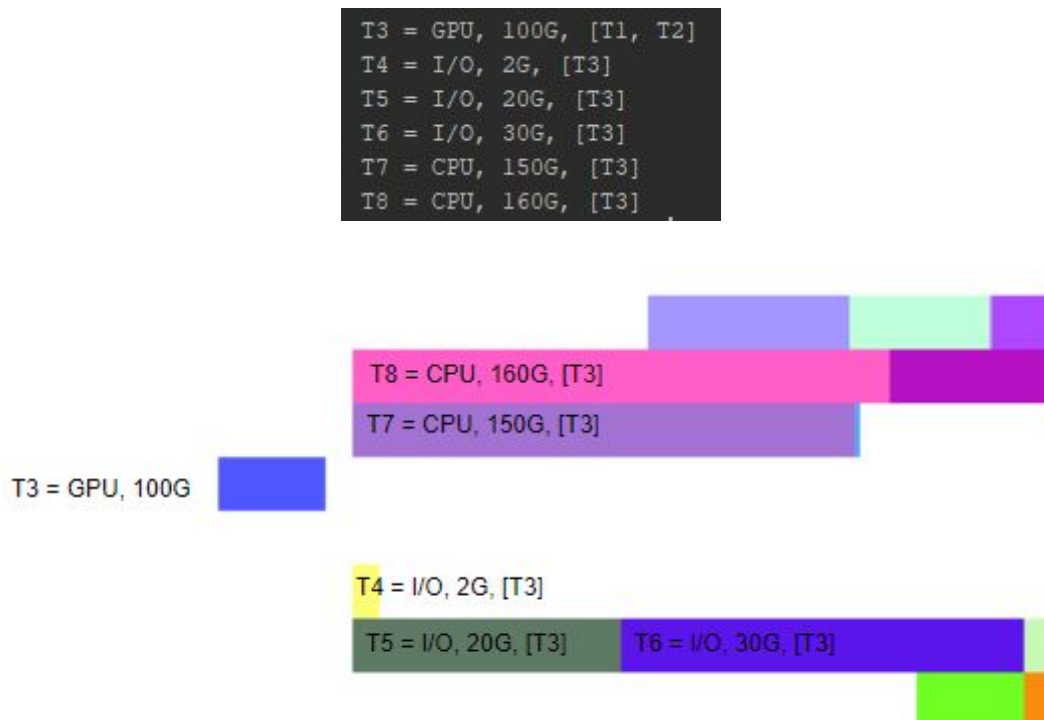 T3 = GPU, 100G, [T1, T2]
T4 = I/O, 2G, [T3]
T5 = I/O, 20G, [T3]
T6 = I/O, 30G, [T3]
T7 = CPU, 150G, [T3]
T8 = CPU, 160G, [T3]
T8 = CPU, 160G, [T3]
T7 = CPU, 150G, [T3]
T3 = GPU, 100G
T4 = I/O, 2G, [T3]
T5 = I/O, 20G, [T3]
T6 = I/O, 30G, [T3]